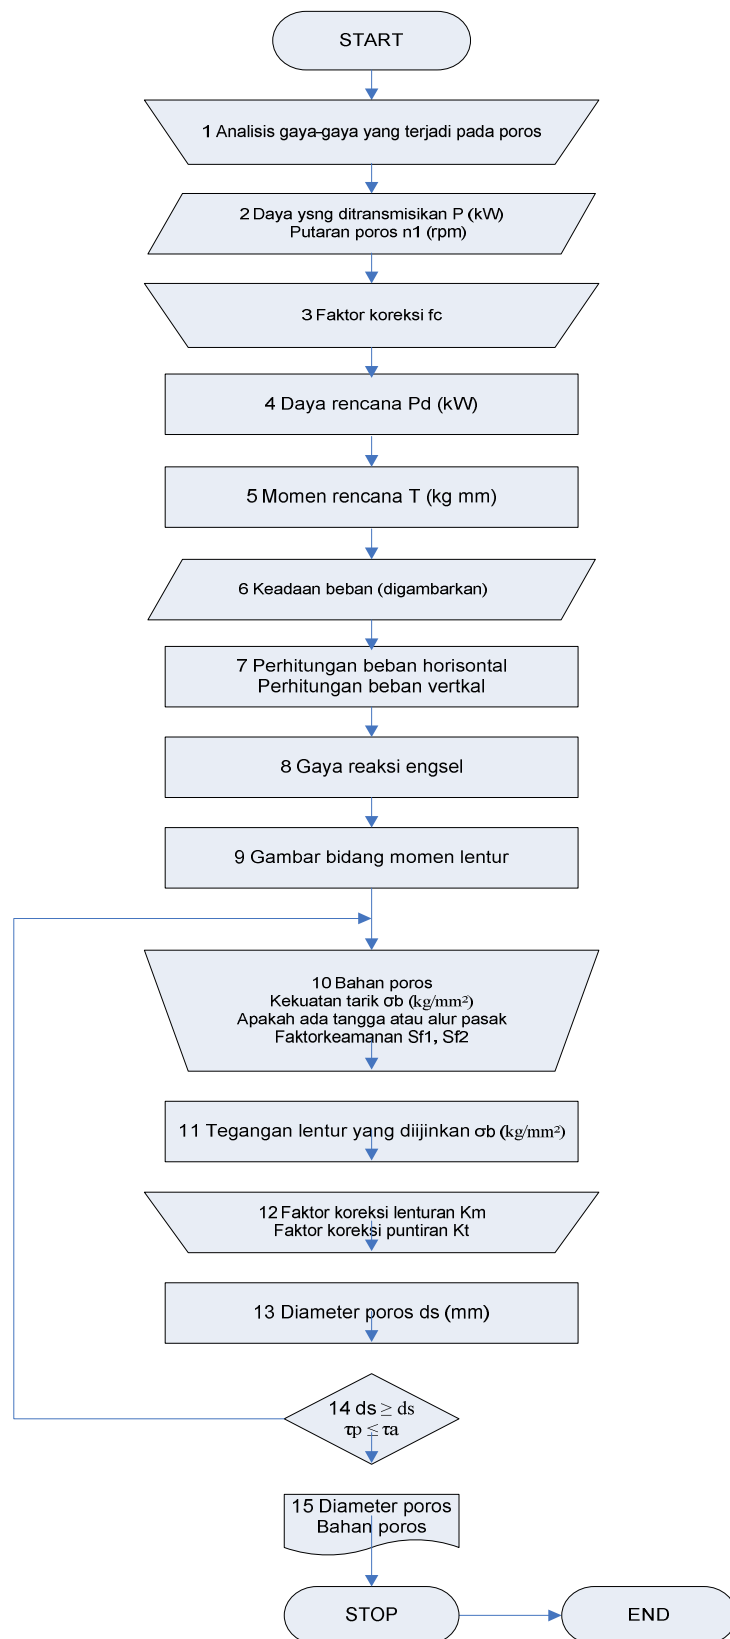 START
1 Analisis gaya-gaya yang terjadi pada poros
2 Daya ysng ditransmisikan P (kW)
Putaran poros n1 (rpm)
3 Faktor koreksi fc
4 Daya rencana Pd (kW)
5 Momen rencana T (kg mm)
6 Keadaan beban (digambarkan)
7 Perhitungan beban horisontal
Perhitungan beban vertkal
8 Gaya reaksi engsel
9 Gambar bidang momen lentur
10 Bahan poros
Kekuatan tarik σb (kg/mm²)
Apakah ada tangga atau alur pasak
Faktorkeamanan Sf1, Sf2
11 Tegangan lentur yang diijinkan σb (kg/mm²)
12 Faktor koreksi lenturan Km
Faktor koreksi puntiran Kt
13 Diameter poros ds (mm)
14 ds ≥ ds
τp ≤ τa
15 Diameter poros
Bahan poros
STOP
END